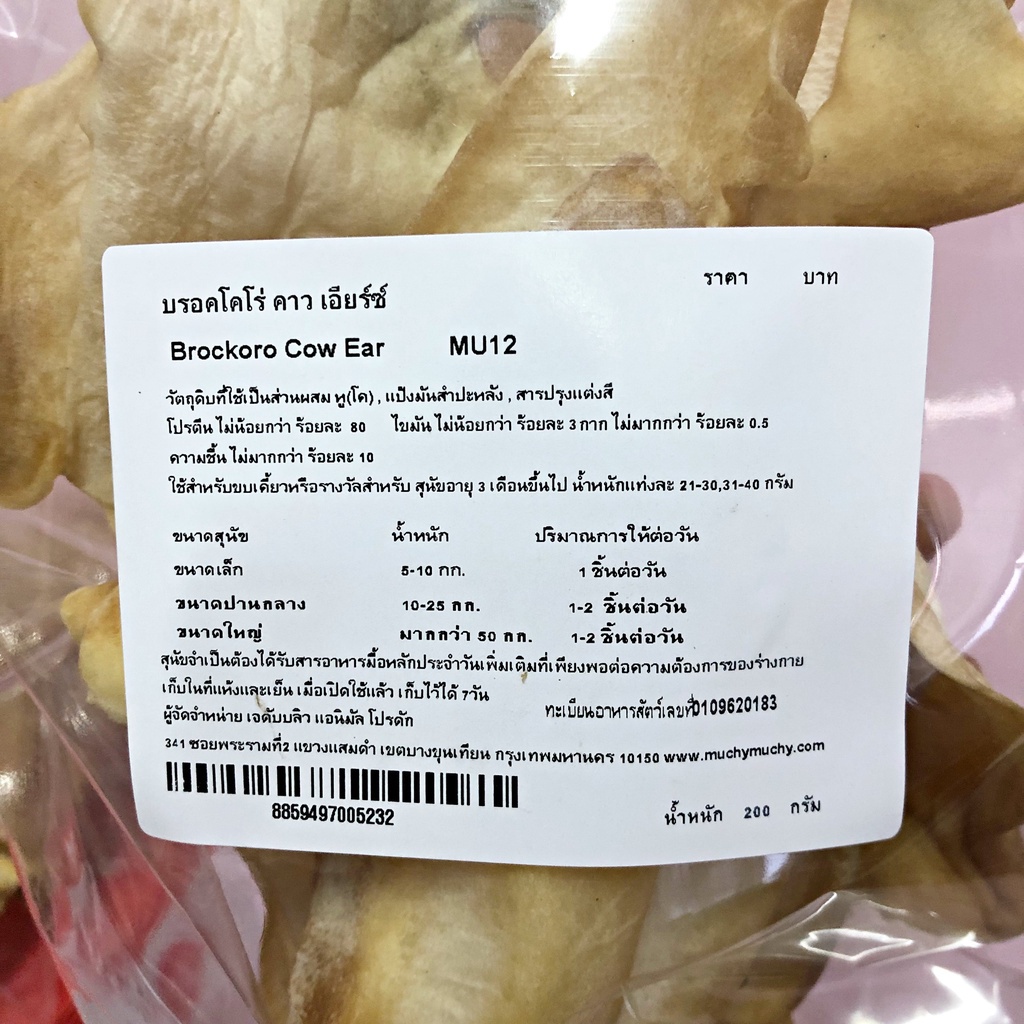 ราคา บาท
บรอคโคโร่ คาว เอียร์ซ์
Brockoro Cow Ear MU12
วัตถุดิบที่ใช้เป็นส่วนผสม หู(โค) , แป้งมันสำปะหลัง , สารปรุงแต่งสี
โปรตีน ไม่น้อยกว่า ร้อยละ 80 ไขมัน ไม่น้อยกว่า ร้อยละ 3 กาก ไม่มากกว่า ร้อยละ 0.5
ความชื้น ไม่มากกว่า ร้อยละ 10
ใช้สำหรับขบเคี้ยวหรือรางวัลสำหรับ สุนัขอายุ 3 เดือนขึ้นไป น้ำหนักแท่งละ 21-30,31-40 กรัม
ขนาดสุนัข น้ำหนัก ปริมาณการให้ต่อวัน
ขนาดเล็ก 5-10 กก. 1 ชิ้นต่อวัน
ขนาดปานกลาง 10-25 กก. 1-2 ชิ้นต่อวัน
ขนาดใหญ่ มากกว่า 50 กก. 1-2 ชิ้นต่อวัน
สุนัขจำเป็นต้องได้รับสารอาหารมื้อหลักประจำวันเพิ่มเติมที่เพียงพอต่อความต้องการของร่างกาย
เก็บในที่แห้งและเย็น เมื่อเปิดใช้แล้ว เก็บไว้ได้ 7วัน
ผู้จัดจำหน่าย เจดับบลิว แอนิมัล โปรดัก ทะเบียนอาหารสัตว์เลขที่0109620183
341 ซอยพระรามที่2 แขวงแสมดำ เขตบางขุนเทียน กรุงเทพมหานคร 10150 www.muchymuchy.com
8859497005232
น้ำหนัก 200 กรัม